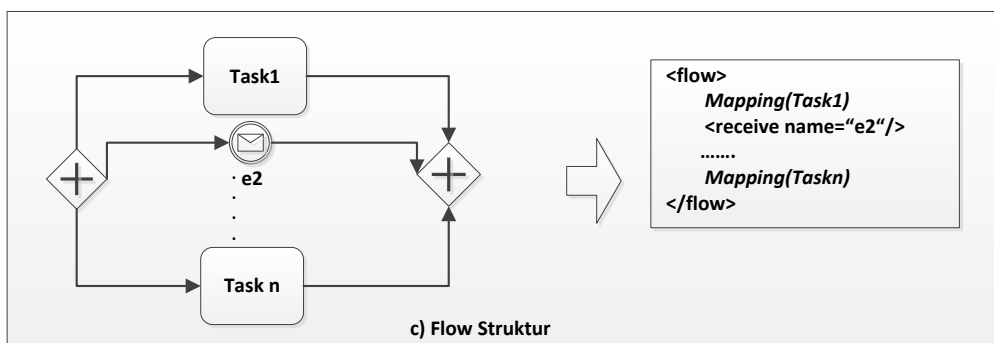 Task1
e2
Task n
<flow>
Mapping(Task1)
<receive name=“e2“/>
…….
Mapping(Taskn)
</flow>
c) Flow Struktur